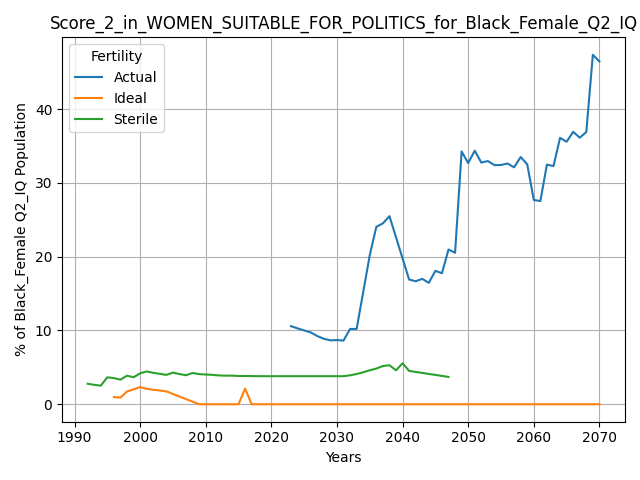 Score_2_in_WOMEN_SUITABLE_FOR_POLITICS_for_Black_Female_Q2_IQ
Fertility
Actual
Ideal
Sterile
% of Black_Female Q2_IQ Population
40
30
20
10
0
1990 2000 2010 2020 2030 2040 2050 2060 2070
Years